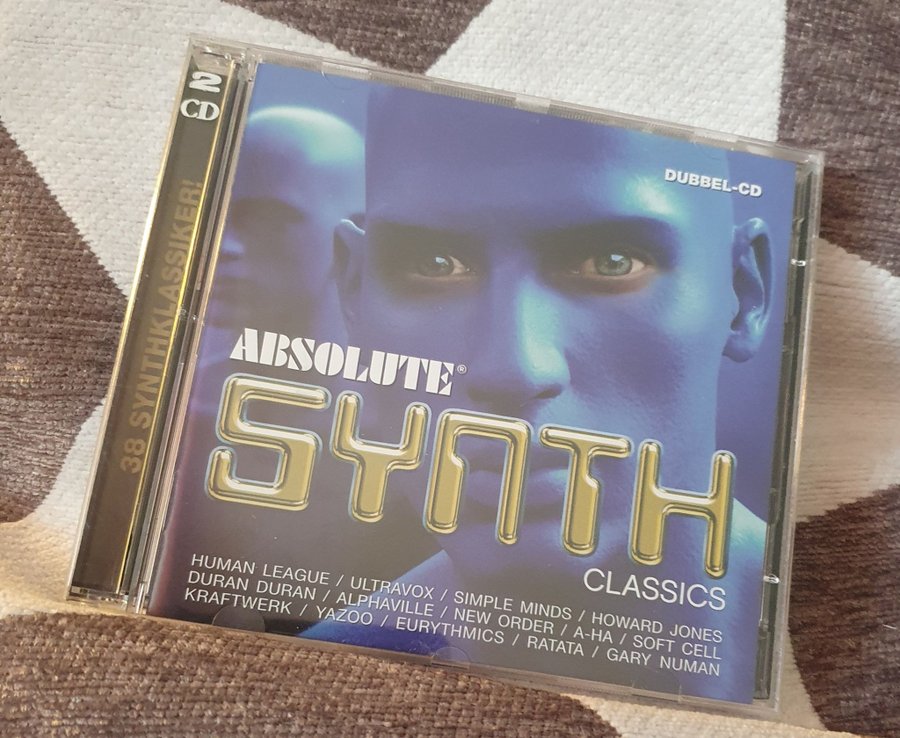 2
CD
38 SYNTHKLASSIKER!
DUBBEL-CD
ABSOLUTE®
SYNTH
CLASSICS
HUMAN LEAGUE / ULTRAVOX / SIMPLE MINDS / HOWARD JONES
DURAN DURAN / ALPHAVILLE / NEW ORDER / A-HA / SOFT CELL
KRAFTWERK / YAZOO / EURYTHMICS / RATATA / GARY NUMAN